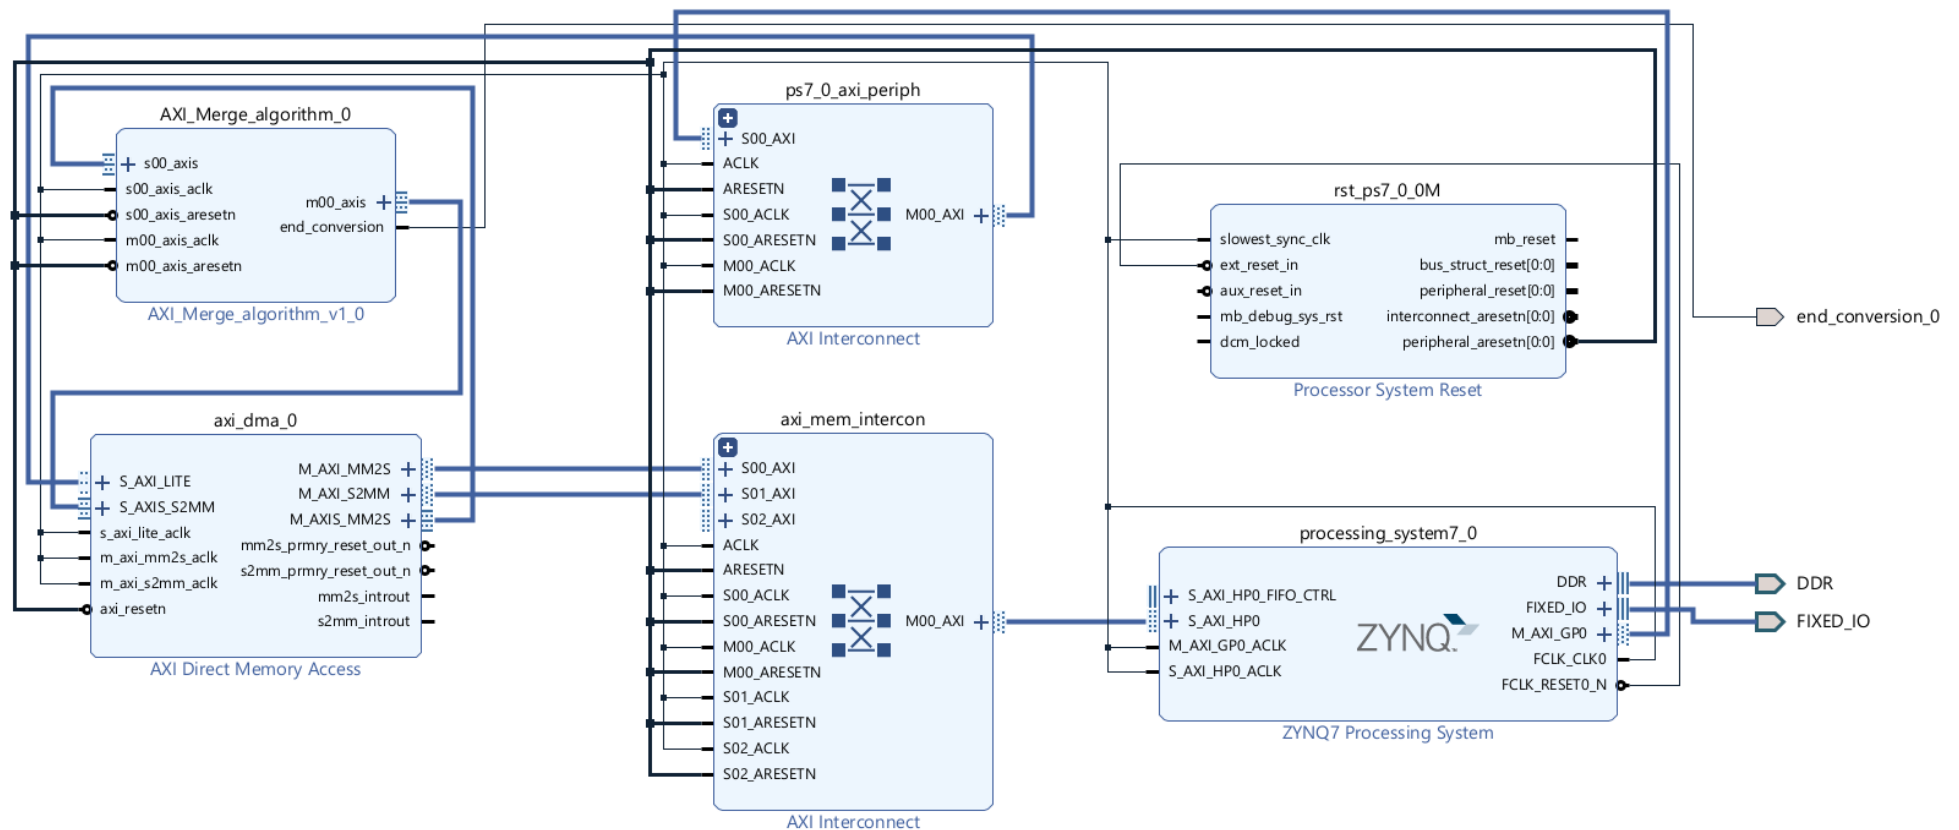 AXI_Merge_algorithm_0
s00_axis
s00_axis_aclk
s00_axis_aresetn
m00_axis_aclk
m00_axis_aresetn
m00_axis
end_conversion
AXI_Merge_algorithm_v1_0
axi_dma_0
S_AXI_LITE
S_AXIS_S2MM
s_axi_lite_aclk
m_axi_mm2s_aclk
m_axi_s2mm_aclk
axi_resetn
M_AXI_MM2S
M_AXI_S2MM
M_AXIS_MM2S
mm2s_prmry_reset_out_n
s2mm_prmry_reset_out_n
mm2s_introut
s2mm_introut
AXI Direct Memory Access
ps7_0_axi_periph
S00_AXI
ACLK
ARESETN
S00_ACLK
S00_ARESETN
M00_ACLK
M00_ARESETN
M00_AXI
AXI Interconnect
axi_mem_intercon
S00_AXI
S01_AXI
S02_AXI
ACLK
ARESETN
S00_ACLK
S00_ARESETN
M00_ACLK
M00_ARESETN
S01_ACLK
S01_ARESETN
S02_ACLK
S02_ARESETN
M00_AXI
AXI Interconnect
rst_ps7_0_0M
slowest_sync_clk
ext_reset_in
aux_reset_in
mb_debug_sys_rst
dcm_locked
mb_reset
bus_struct_reset[0:0]
peripheral_reset[0:0]
interconnect_aresetn[0:0]
peripheral_aresetn[0:0]
Processor System Reset
processing_system7_0
S_AXI_HP0_FIFO_CTRL
S_AXI_HP0
M_AXI_GP0_ACLK
S_AXI_HP0_ACLK
ZYNQ
DDR
FIXED_IO
M_AXI_GP0
FCLK_CLK0
FCLK_RESET0_N
ZYNQ7 Processing System
end_conversion_0
DDR
FIXED_IO